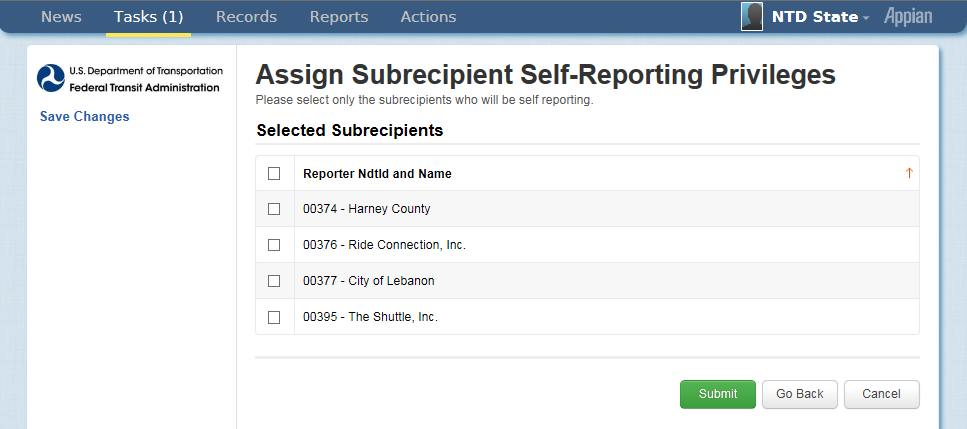 News Tasks (1) Records Reports Actions NTD State Appian
U.S. Department of Transportation
Federal Transit Administration
Save Changes
Assign Subrecipient Self-Reporting Privileges
Please select only the subrecipients who will be self reporting.
Selected Subrecipients
Reporter NdtId and Name ↑
00374 - Harney County
00376 - Ride Connection, Inc.
00377 - City of Lebanon
00395 - The Shuttle, Inc.
Submit Go Back Cancel